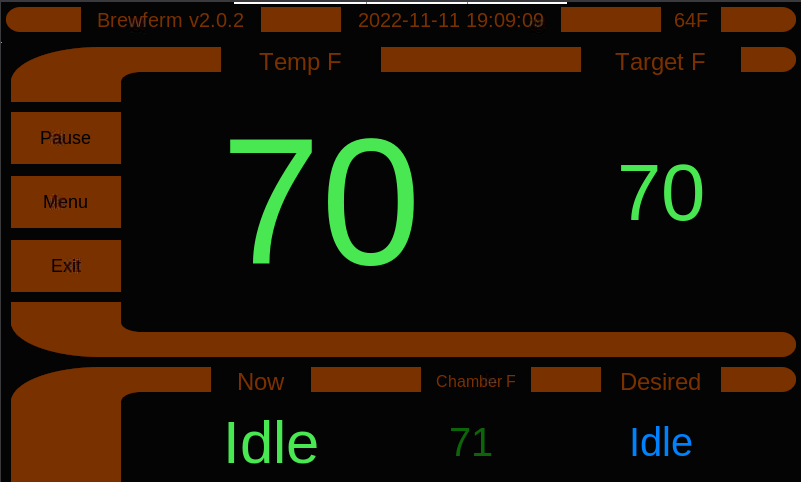 Brewferm v2.0.2 2022-11-11 19:09:09 64F
Temp F Target F
Pause
70 70
Menu
Exit
Now Chamber F Desired
Idle 71 Idle